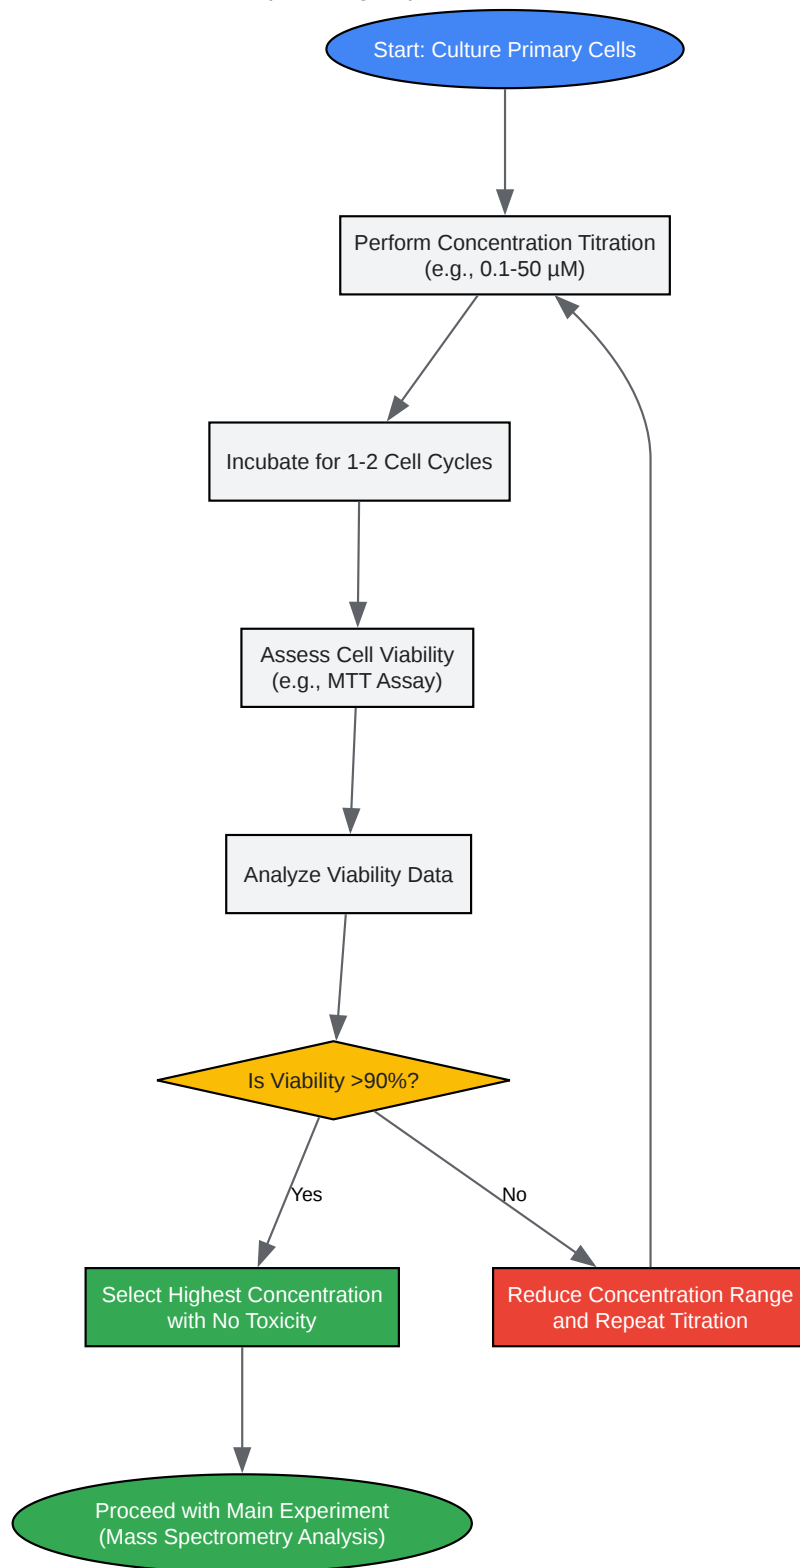 Start: Culture Primary Cells
Perform Concentration Titration
(e.g., 0.1-50 µM)
Incubate for 1-2 Cell Cycles
Assess Cell Viability
(e.g., MTT Assay)
Analyze Viability Data
Is Viability >90%?
Yes
No
Select Highest Concentration
with No Toxicity
Reduce Concentration Range
and Repeat Titration
Proceed with Main Experiment
(Mass Spectrometry Analysis)